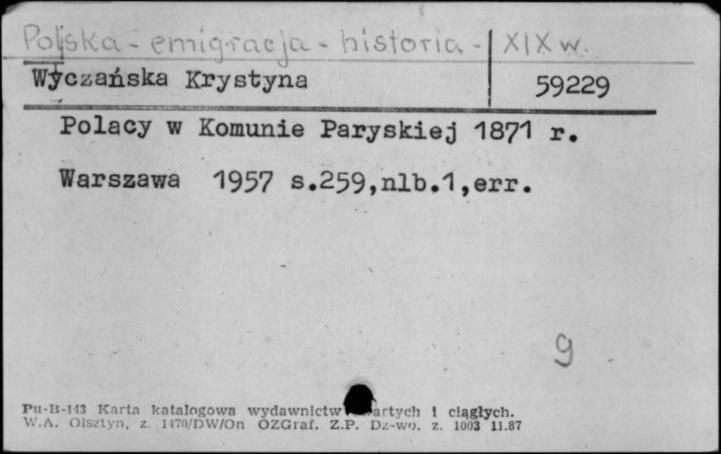 Polska - emigracja - historia - XIX w.
Wyczańska Krystyna 59229
Polacy w Komunie Paryskiej 1871 r.
Warszawa 1957 s.259,nlb.1,err.
9
Pu-B-143 Karta katalogowa wydawnictw artych i ciągłych.
W.A. Olsztyn, z. 1470/DW/On OZGraf. Z.P. Dz-wo. z. 1003 11.87